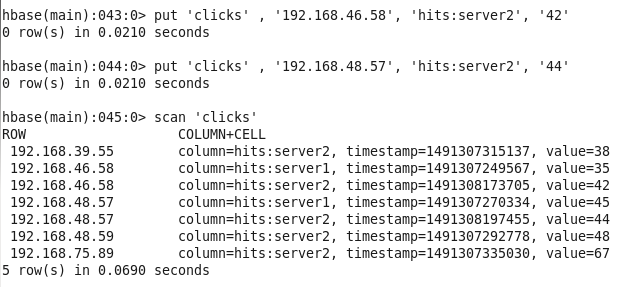 hbase(main):043:0> put 'clicks' , '192.168.46.58', 'hits:server2', '42'
0 row(s) in 0.0210 seconds
hbase(main):044:0> put 'clicks' , '192.168.48.57', 'hits:server2', '44'
0 row(s) in 0.0210 seconds
hbase(main):045:0> scan 'clicks'
ROW                   COLUMN+CELL
 192.168.39.55        column=hits:server2, timestamp=1491307315137, value=38
 192.168.46.58        column=hits:server1, timestamp=1491307249567, value=35
 192.168.46.58        column=hits:server2, timestamp=1491308173705, value=42
 192.168.48.57        column=hits:server1, timestamp=1491307270334, value=45
 192.168.48.57        column=hits:server2, timestamp=1491308197455, value=44
 192.168.48.59        column=hits:server2, timestamp=1491307292778, value=48
 192.168.75.89        column=hits:server2, timestamp=1491307335030, value=67
5 row(s) in 0.0690 seconds